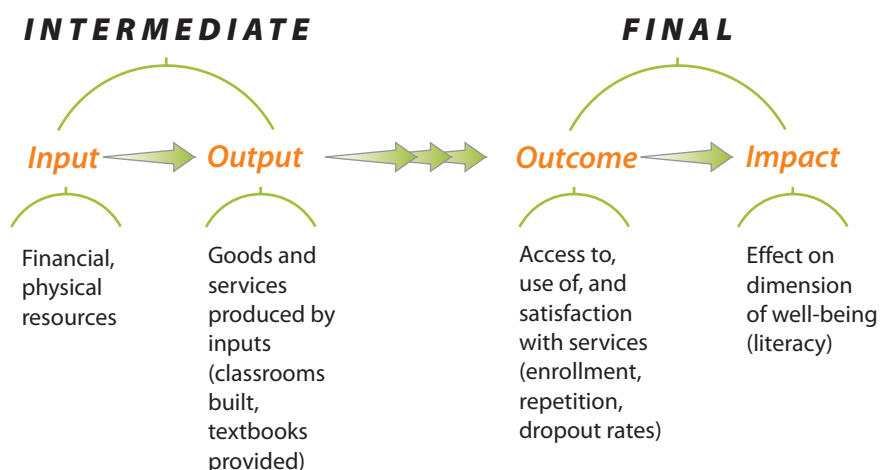 INTERMEDIATE
FINAL
Input
Output
Outcome
Impact
Financial,
physical
resources
Goods and
services
produced by
inputs
(classrooms
built,
textbooks
provided)
Access to,
use of, and
satisfaction
with services
(enrollment,
repetition,
dropout rates)
Effect on
dimension
of well-being
(literacy)